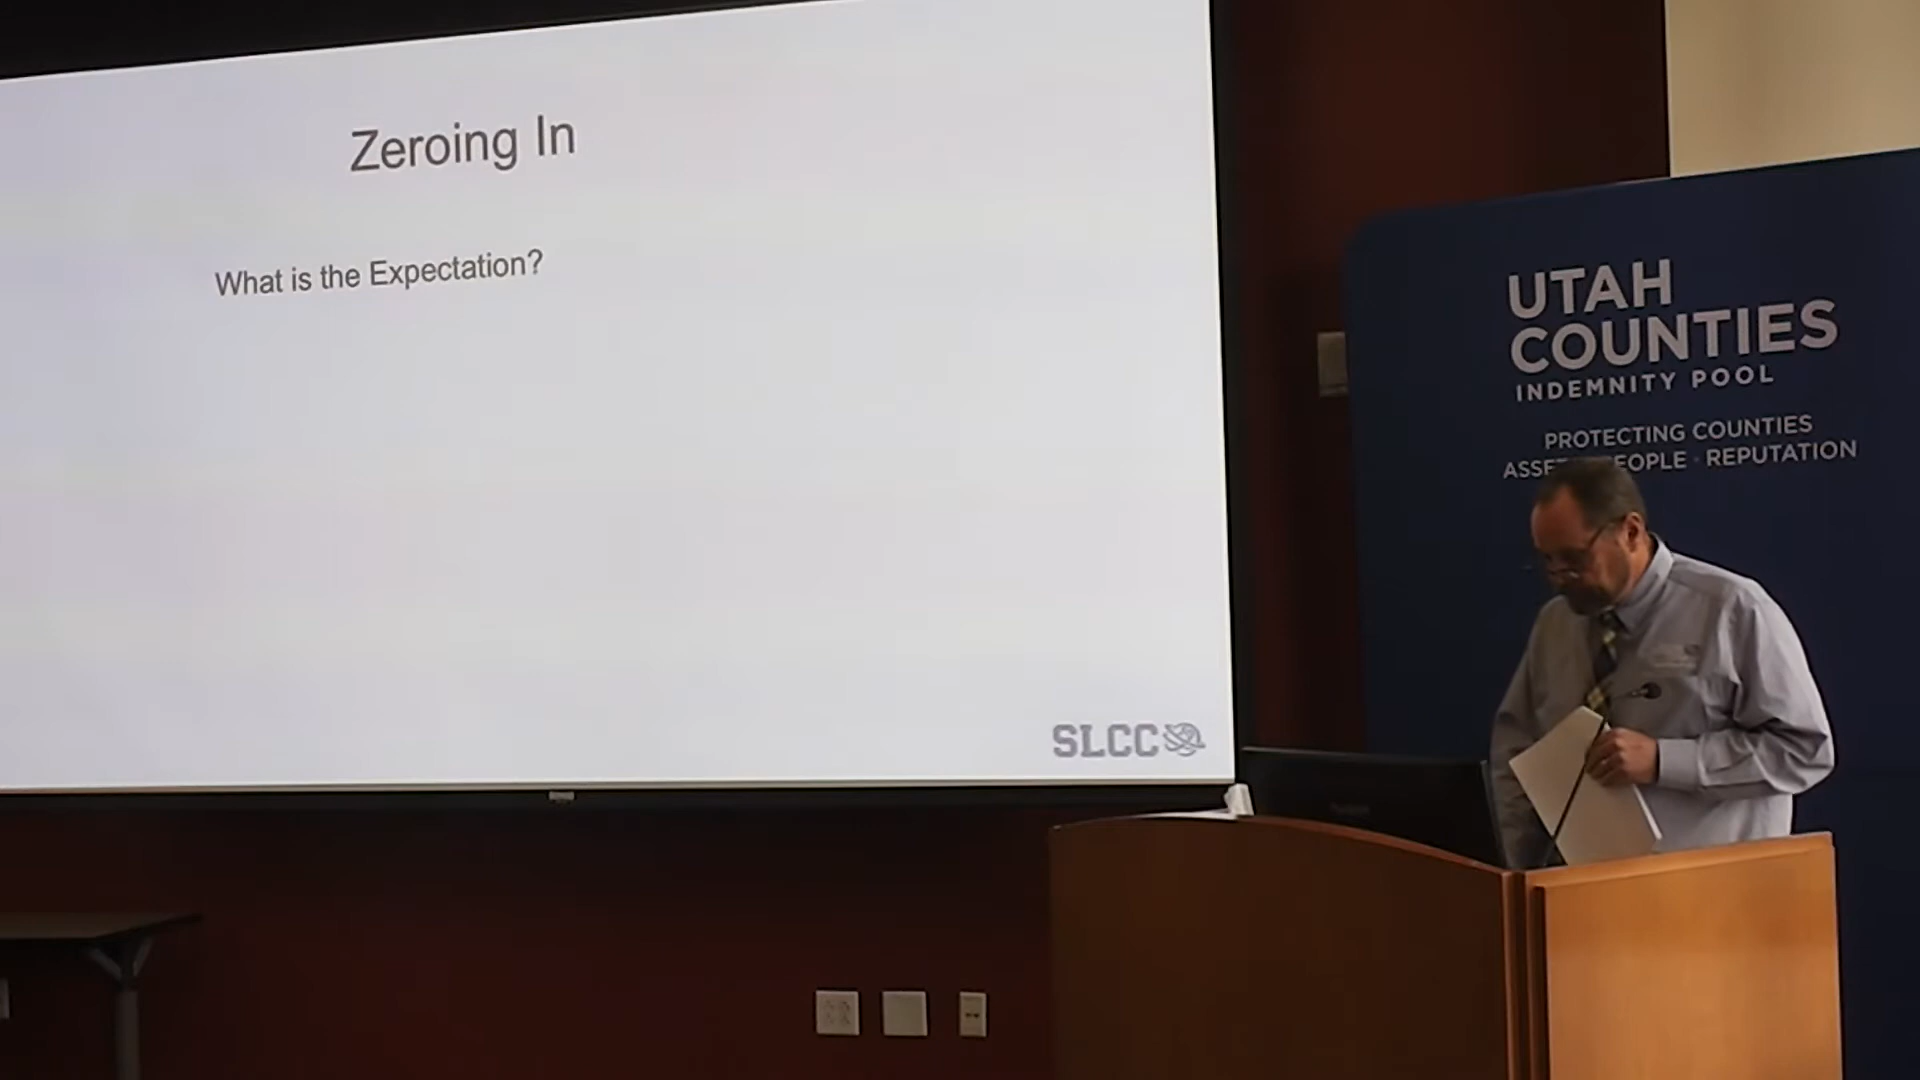 Zeroing In
What is the Expectation?
SLCC
UTAH
COUNTIES
INDEMNITY POOL
PROTECTING COUNTIES
REPUTATION